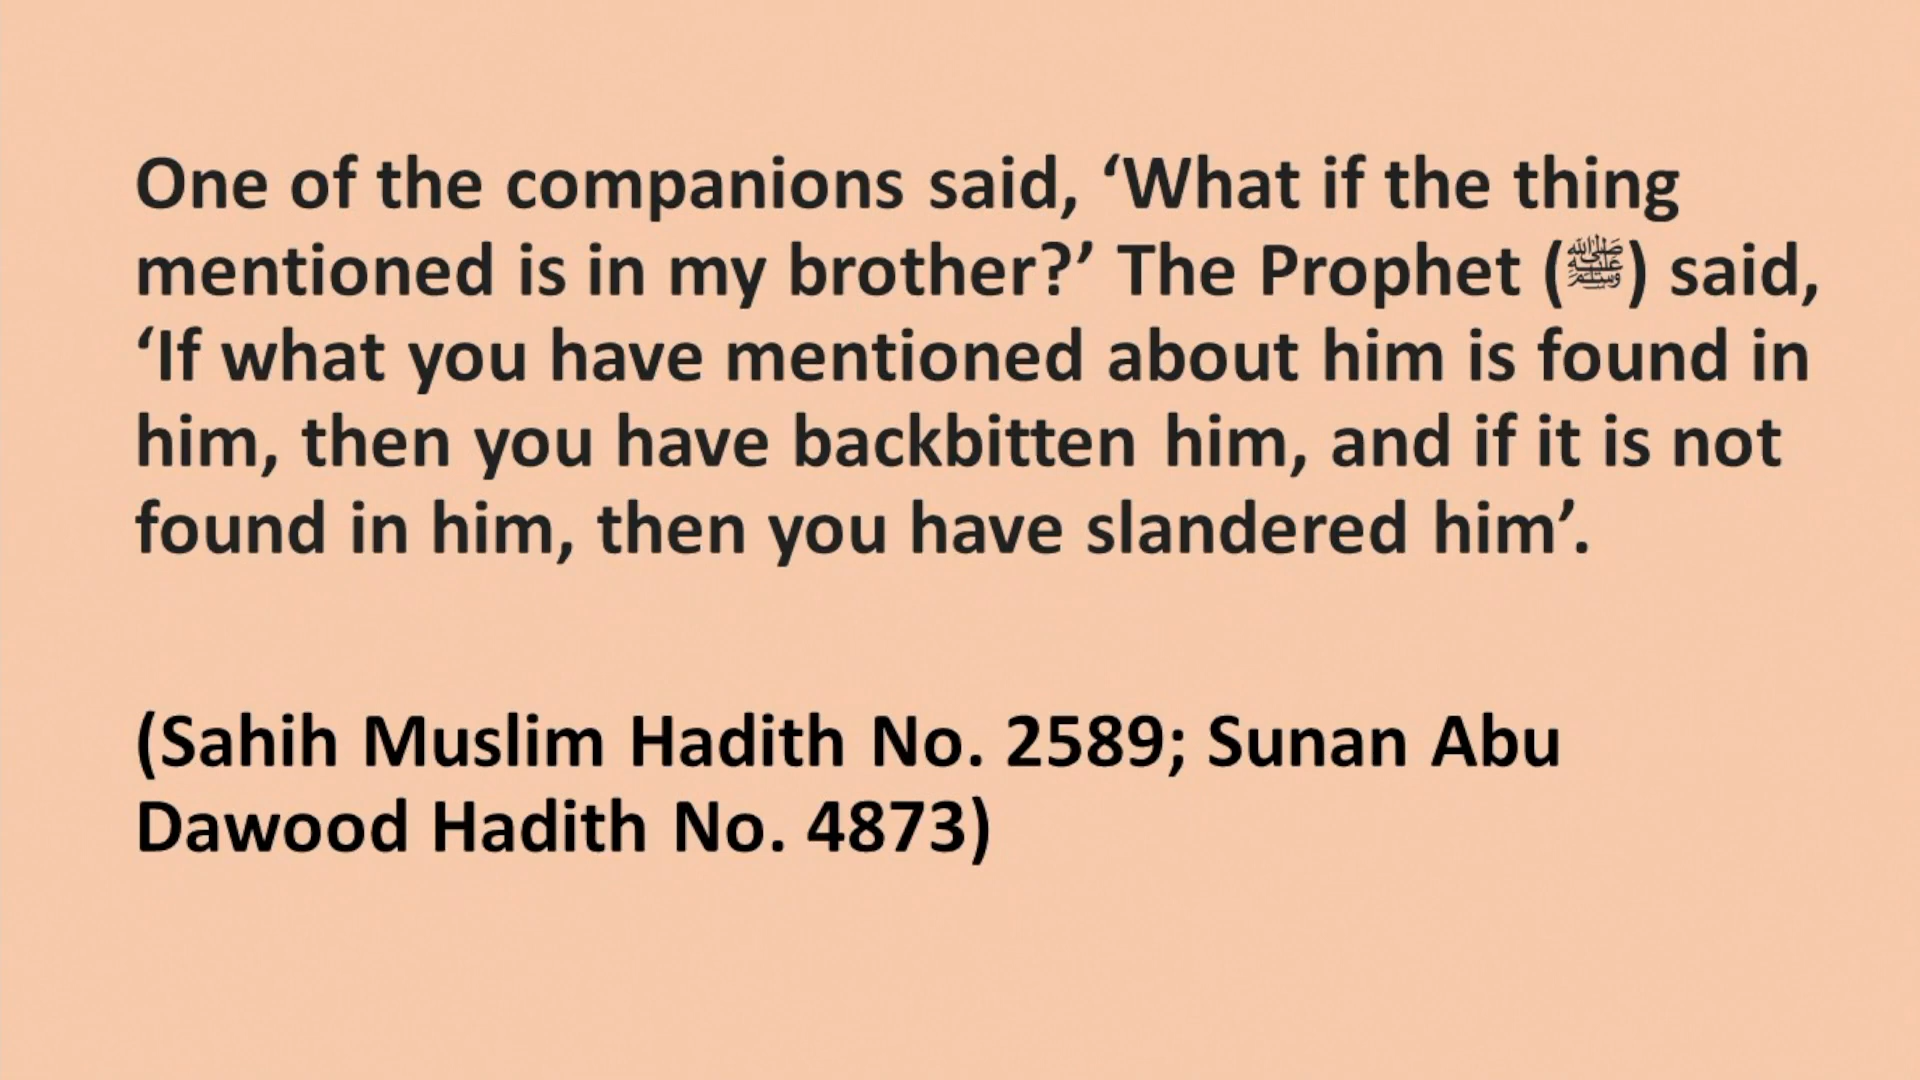 One of the companions said, ‘What if the thing
mentioned is in my brother?’ The Prophet (ﷺ) said,
‘If what you have mentioned about him is found in
him, then you have backbitten him, and if it is not
found in him, then you have slandered him’.
(Sahih Muslim Hadith No. 2589; Sunan Abu
Dawood Hadith No. 4873)